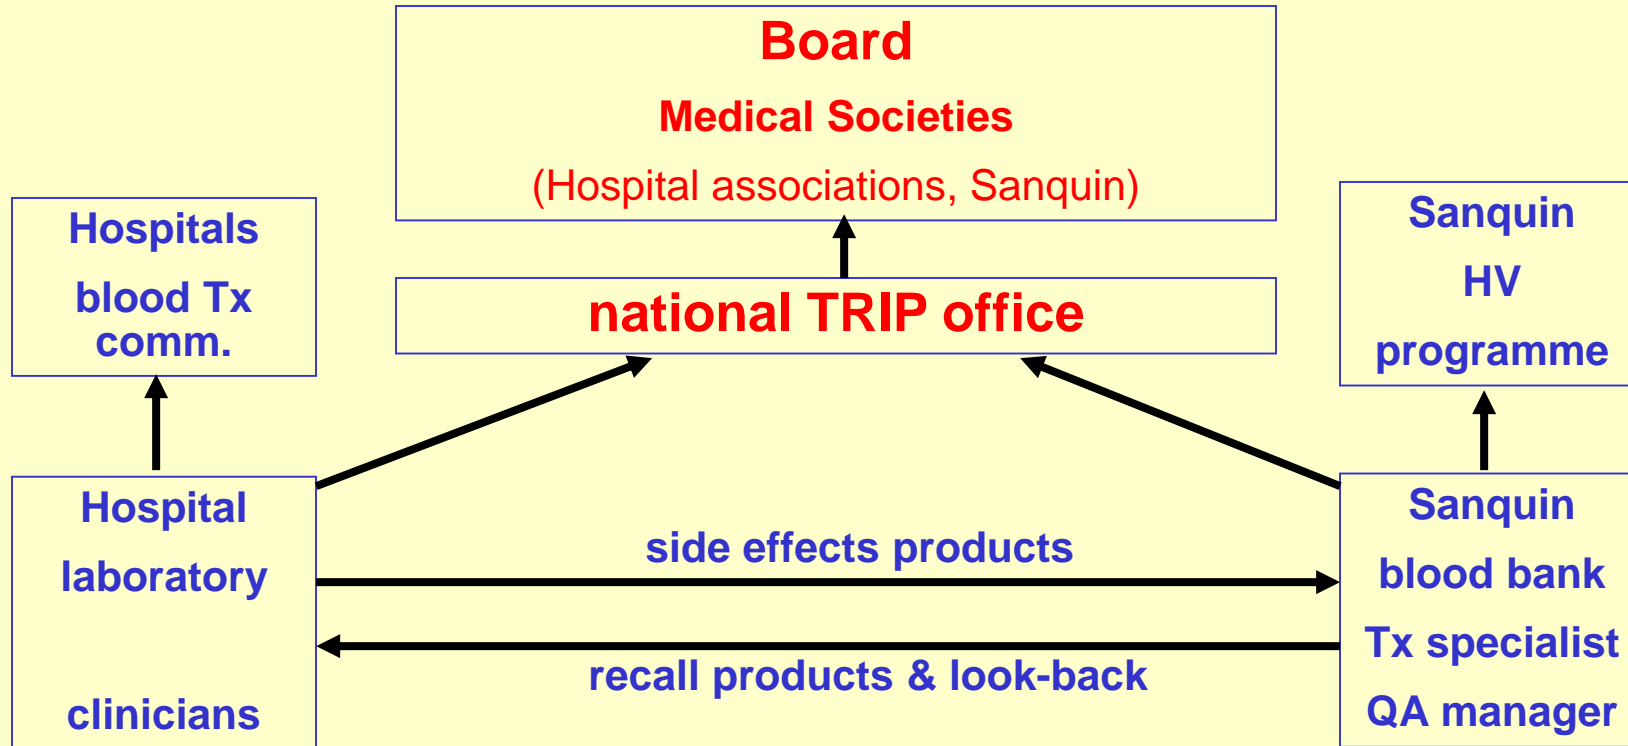 Board
Medical Societies
(Hospital associations, Sanquin)
Hospitals
blood Tx
comm.
national TRIP office
Sanquin
HV
programme
Hospital
laboratory
clinicians
side effects products
recall products & look-back
Sanquin
blood bank
Tx specialist
QA manager